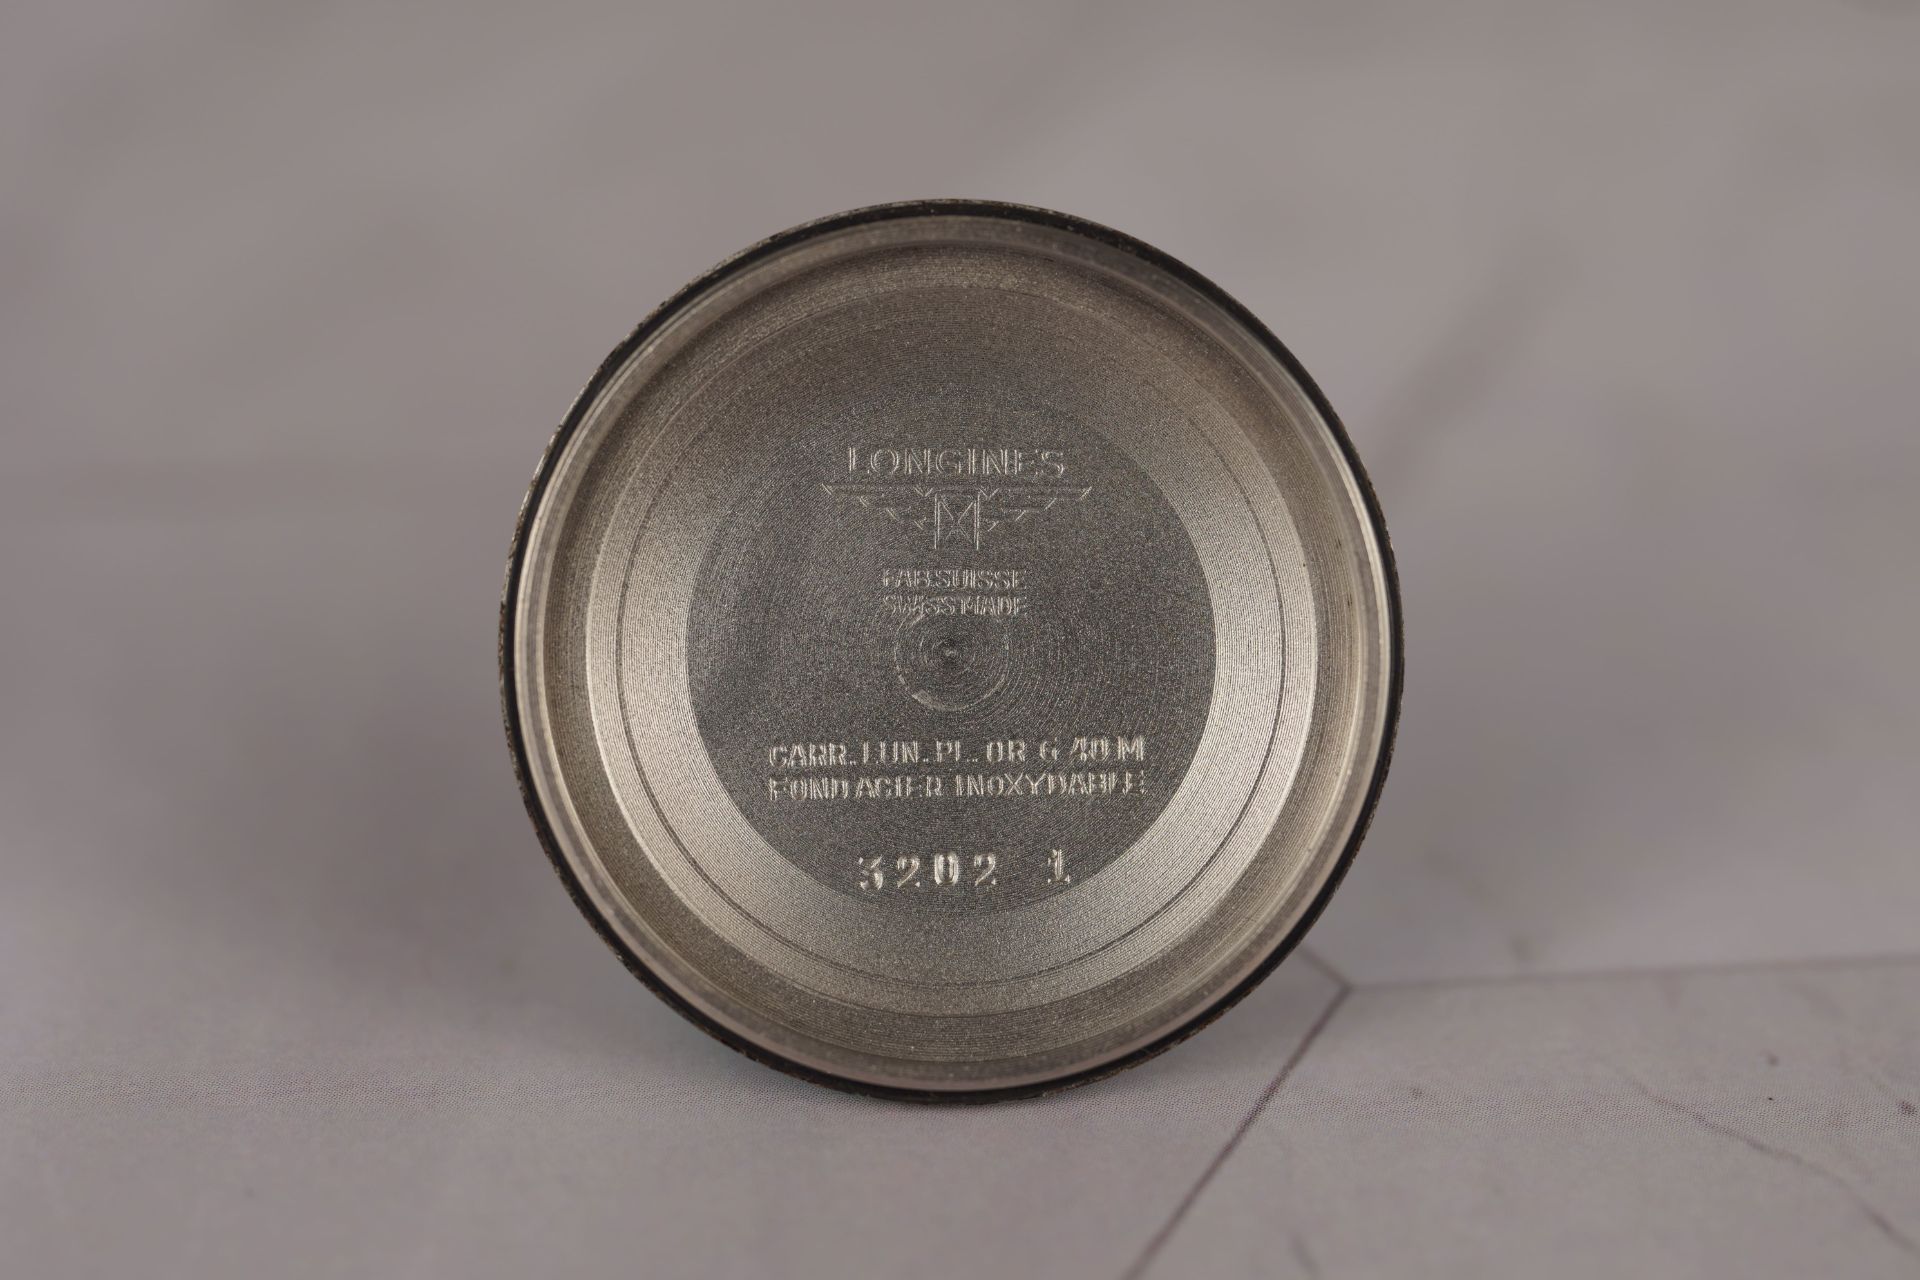 LONGINES
FAB.SUISSE
SWISS MADE
CARR. LUN. PL. OR G 40 M
FOND ACIER INOXYDABLE
3202 1